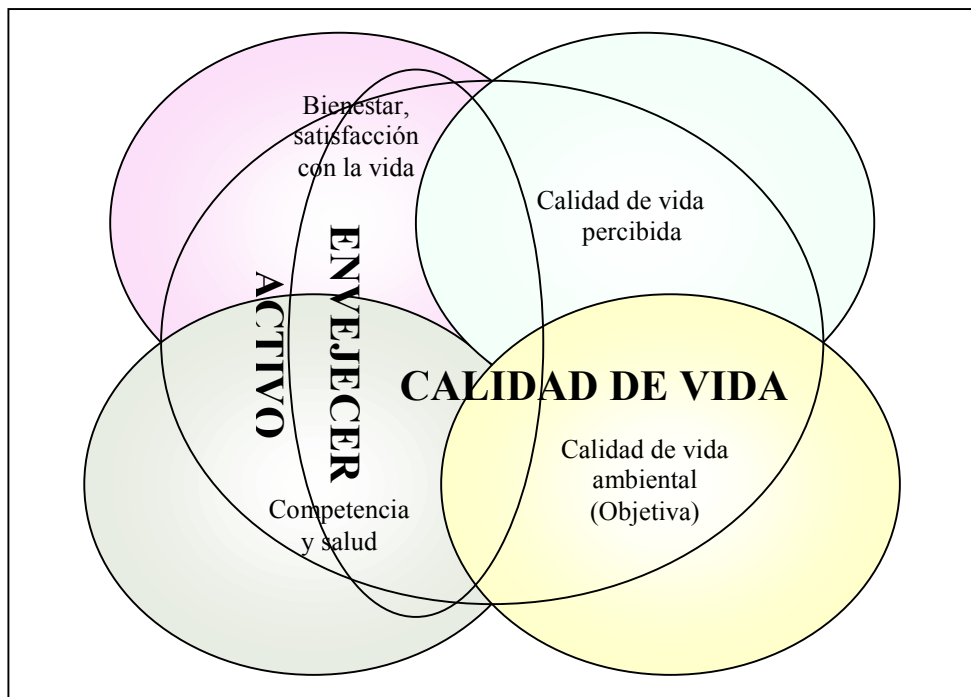 Bienestar,
satisfacción
con la vida
Calidad de vida
percibida
ENVEJECER
ACTIVO
CALIDAD DE VIDA
Calidad de vida
ambiental
(Objetiva)
Competencia
y salud